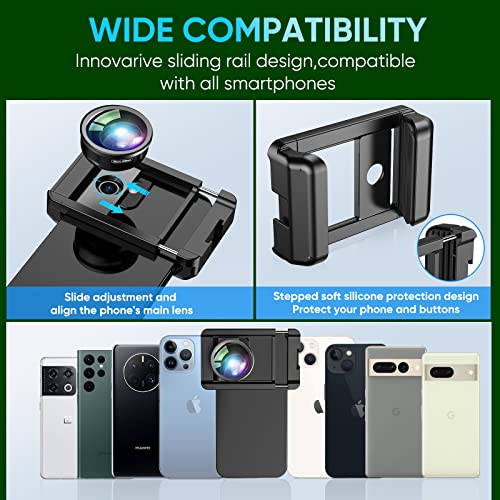 WIDE COMPATIBILITY
Innovarive sliding rail design,compatible
with all smartphones
Slide adjustment and
align the phone's main lens
Stepped soft silicone protection design
Protect your phone and buttons
HUAWEI
G
G